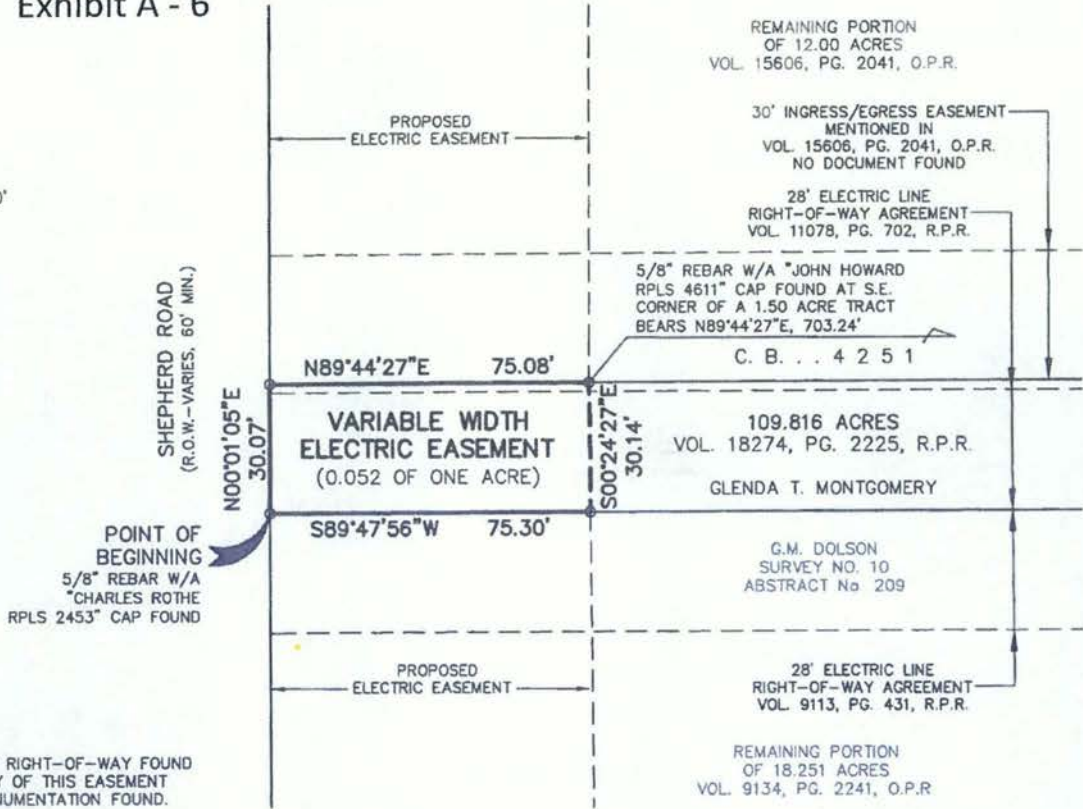 Exhibit A - 6
REMAINING PORTION
OF 12.00 ACRES
VOL. 15606, PG. 2041, O.P.R.
PROPOSED
ELECTRIC EASEMENT
30' INGRESS/EGRESS EASEMENT
MENTIONED IN
VOL. 15606, PG. 2041, O.P.R.
NO DOCUMENT FOUND
28' ELECTRIC LINE
RIGHT-OF-WAY AGREEMENT
VOL. 11078, PG. 702, R.P.R.
5/8" REBAR W/A "JOHN HOWARD
RPLS 4611" CAP FOUND AT S.E.
CORNER OF A 1.50 ACRE TRACT
BEARS N89°44'27"E, 703.24'
SHEPHERD ROAD
(R.O.W.-VARIES, 60' MIN.)
C. B. . . 4 2 5 1
N89°44'27"E 75.08'
N00°01'05"E
30.07'
VARIABLE WIDTH
ELECTRIC EASEMENT
(0.052 OF ONE ACRE)
S00°24'27"E
30.14'
109.816 ACRES
VOL. 18274, PG. 2225, R.P.R.
GLENDA T. MONTGOMERY
S89°47'56"W 75.30'
POINT OF
BEGINNING
5/8" REBAR W/A
"CHARLES ROTHE
RPLS 2453" CAP FOUND
G.M. DOLSON
SURVEY NO. 10
ABSTRACT No 209
PROPOSED
ELECTRIC EASEMENT
28' ELECTRIC LINE
RIGHT-OF-WAY AGREEMENT
VOL. 9113, PG. 431, R.P.R.
RIGHT-OF-WAY FOUND
OF THIS EASEMENT
FOUND.
REMAINING PORTION
OF 18.251 ACRES
VOL. 9134, PG. 2241, O.P.R